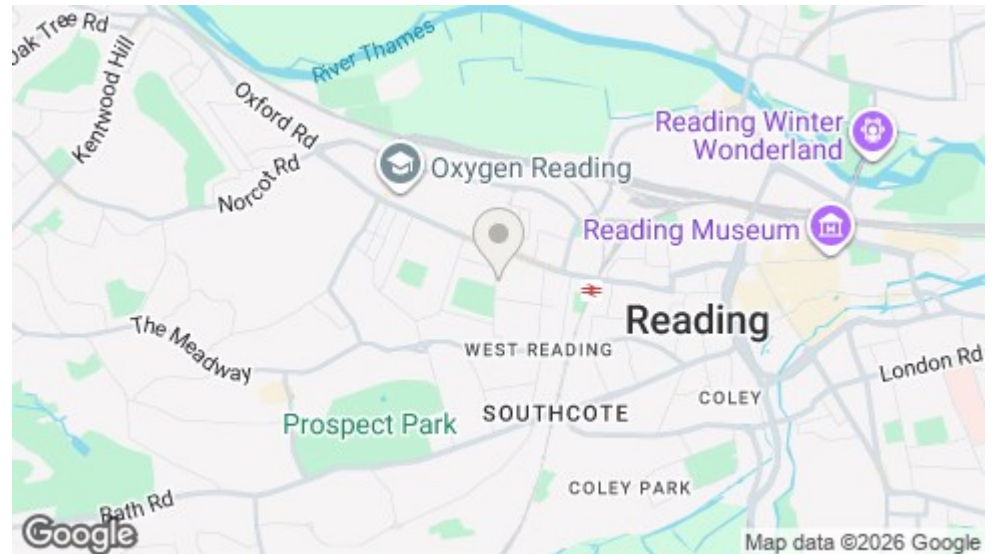 Oak Tree Rd
Kentwood Hill
River Thames
Oxford Rd
Norcot Rd
Oxygen Reading
Reading Winter
Wonderland
Reading Museum
Reading
The Meadway
WEST READING
London Rd
Prospect Park
SOUTHCOTE
COLEY
COLEY PARK
Bath Rd
Google
Map data ©2026 Google